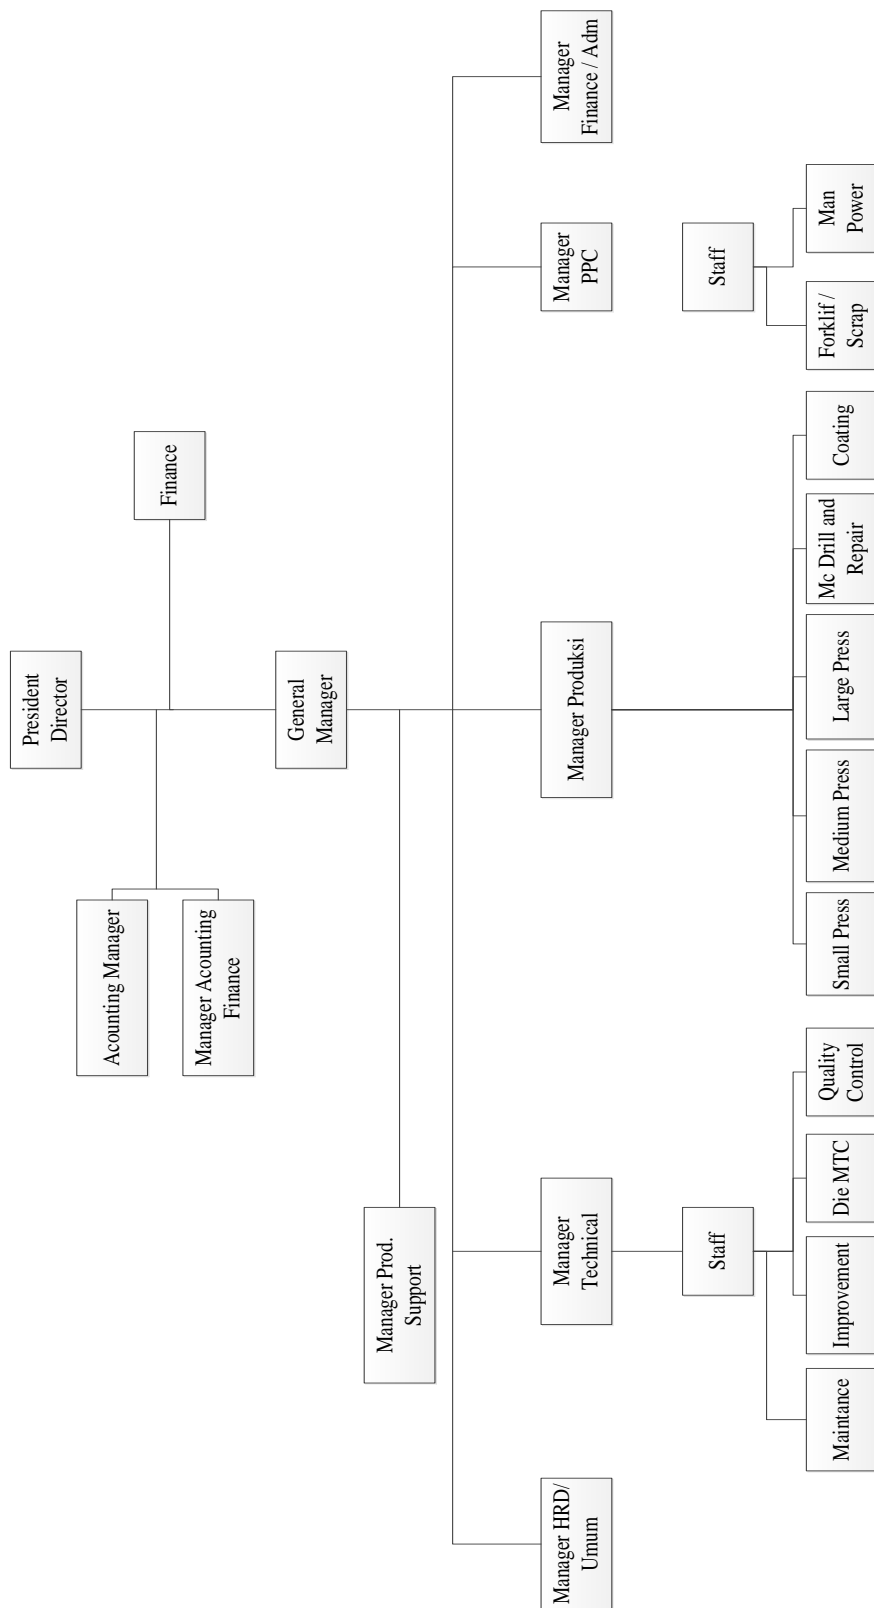 President
Director
Acounting Manager
Manager Acounting
Finance
Finance
General
Manager
Manager Prod.
Support
Manager HRD/
Umum
Manager
Technical
Manager Produksi
Manager
PPC
Manager
Finance / Adm
Staff
Staff
Maintance
Improvement
Die MTC
Quality
Control
Small Press
Medium Press
Large Press
Mc Drill and
Repair
Coating
Forklif /
Scrap
Man
Power